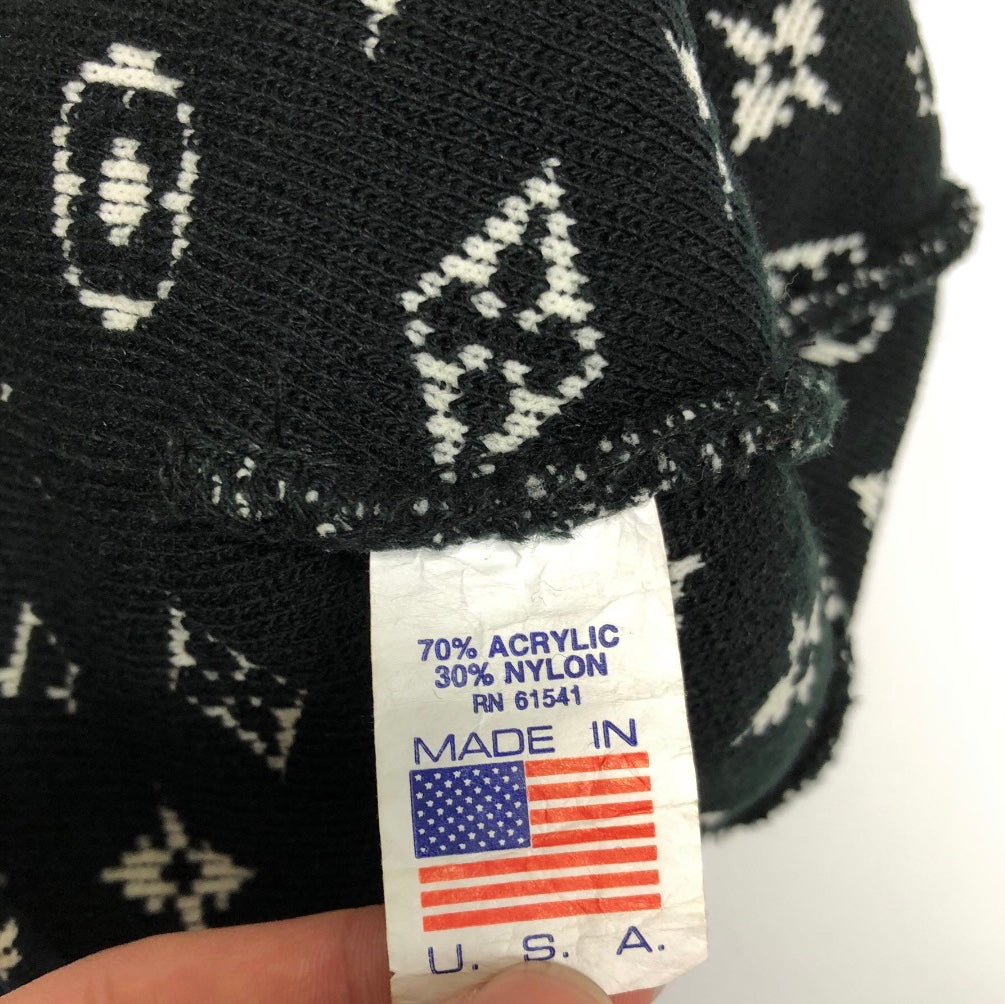 70% ACRYLIC
30% NYLON
RN 61541
MADE IN
U. S. A.